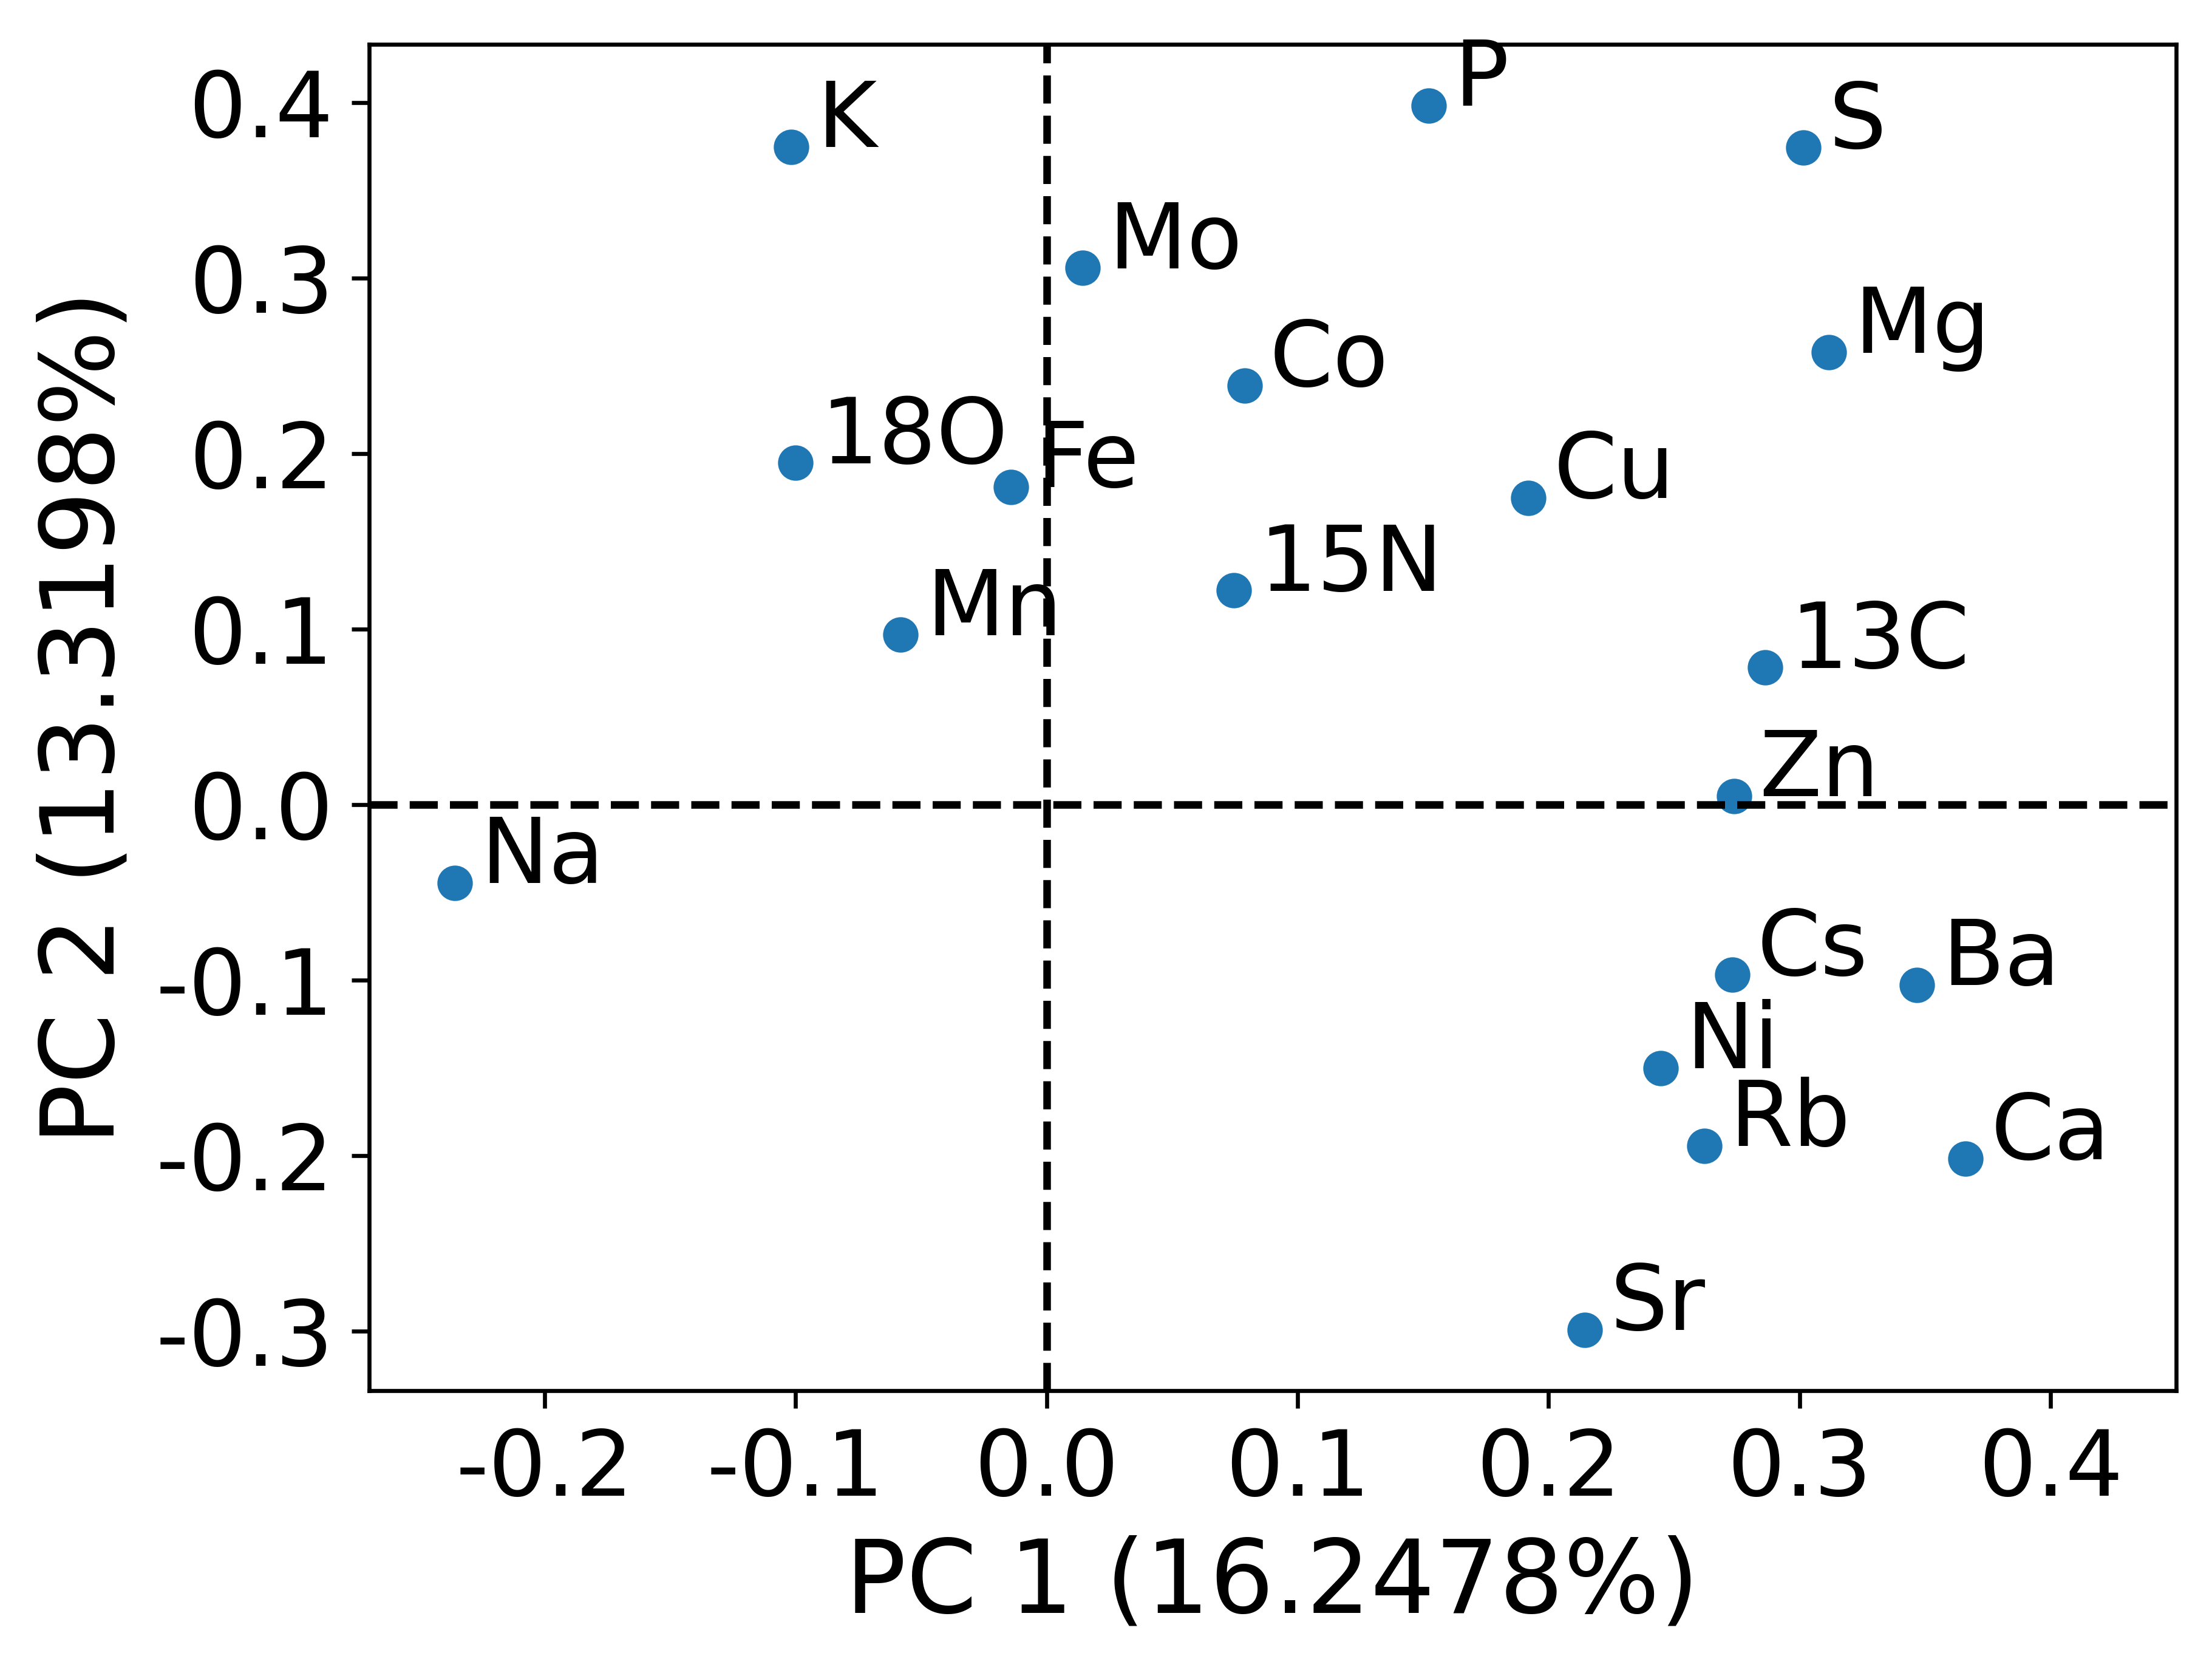 P
K
S
Mo
Mg
Co
18O
Fe
Cu
15N
Mn
13C
Zn
Na
Cs
Ba
Ni
Rb
Ca
Sr
0.4
0.3
0.2
0.1
0.0
-0.1
-0.2
-0.3
PC 2 (13.3198%)
-0.2
-0.1
0.0
0.1
0.2
0.3
0.4
PC 1 (16.2478%)